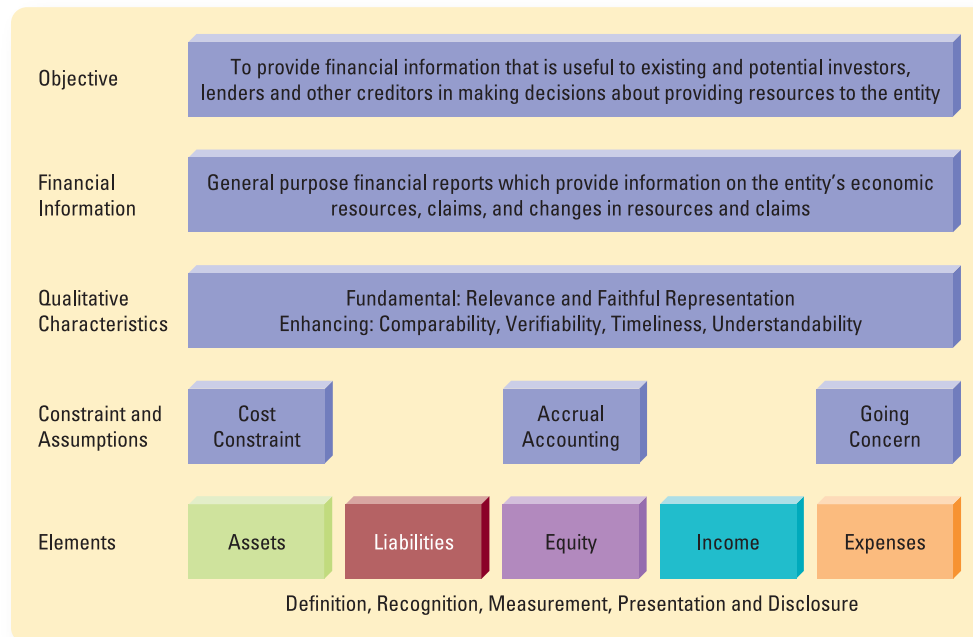 Objective
To provide financial information that is useful to existing and potential investors,
lenders and other creditors in making decisions about providing resources to the entity
Financial
Information
General purpose financial reports which provide information on the entity's economic
resources, claims, and changes in resources and claims
Qualitative
Characteristics
Fundamental: Relevance and Faithful Representation
Enhancing: Comparability, Verifiability, Timeliness, Understandability
Constraint and
Assumptions
Cost
Constraint
Accrual
Accounting
Going
Concern
Elements
Assets
Liabilities
Equity
Income
Expenses
Definition, Recognition, Measurement, Presentation and Disclosure